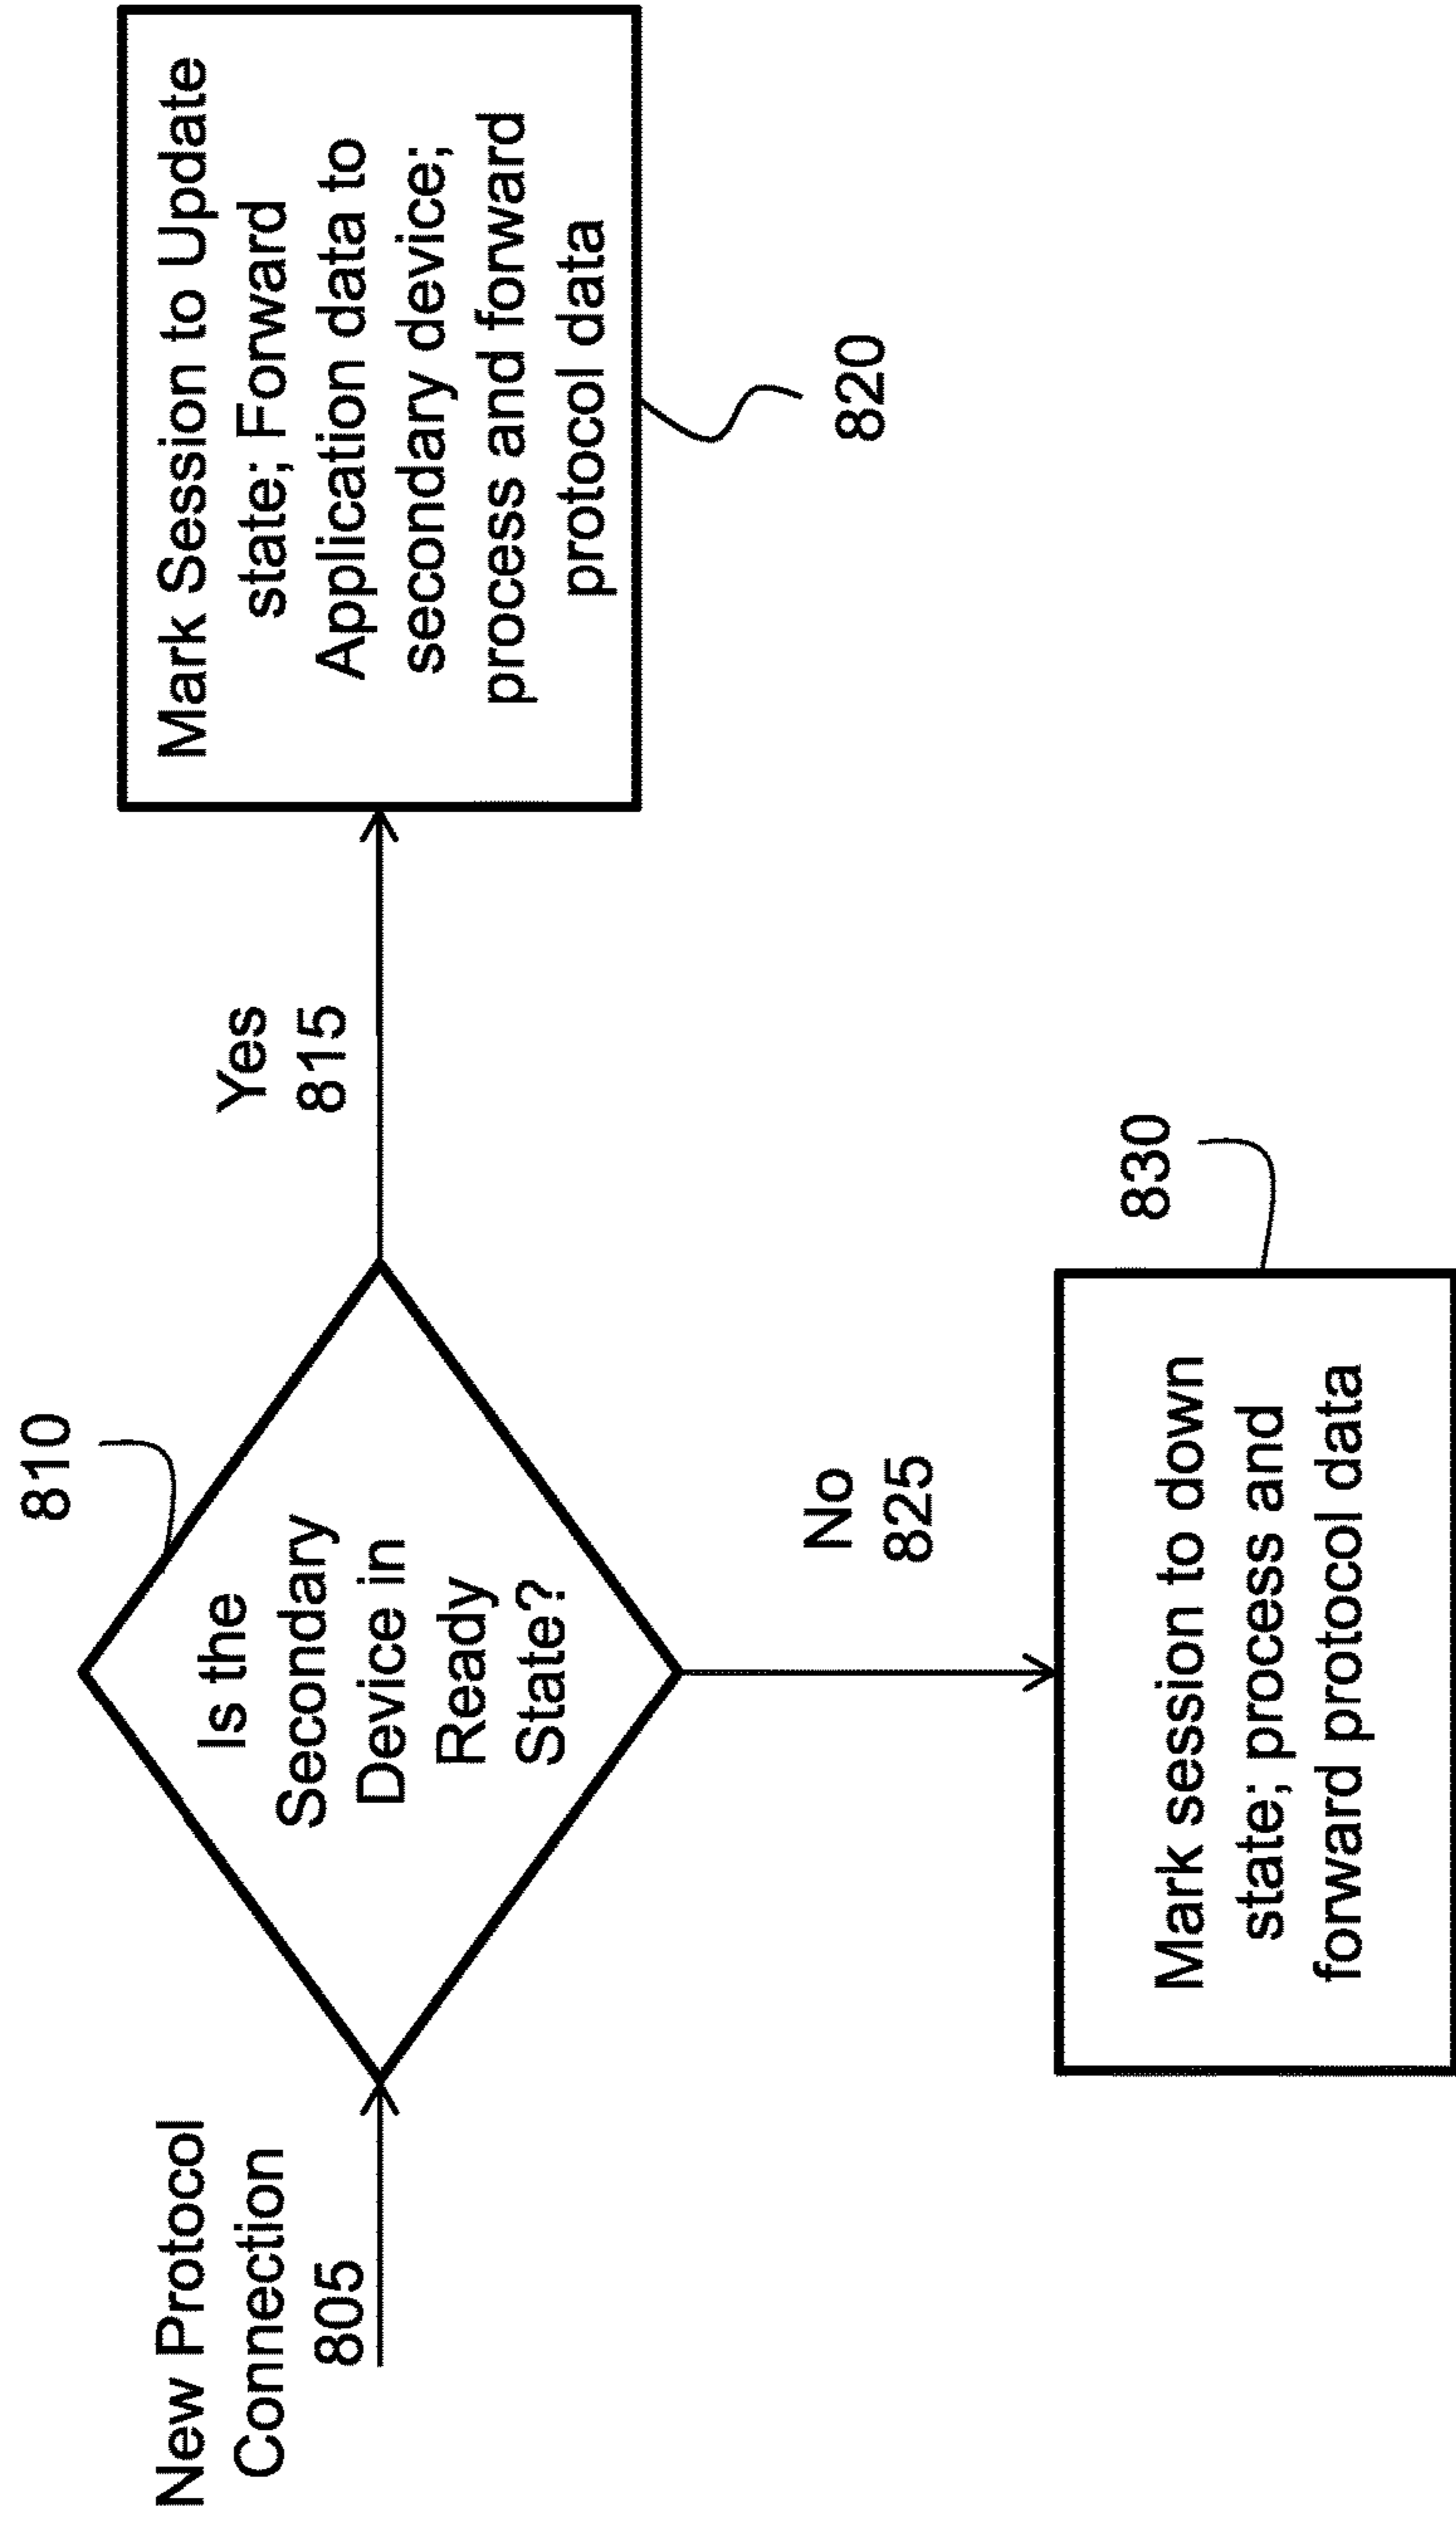 New Protocol
Connection
805
810
Is the
Secondary
Device in
Ready
State?
Yes
815
Mark Session to Update
state; Forward
Application data to
secondary device;
process and forward
protocol data
820
No
825
830
Mark session to down
state; process and
forward protocol data